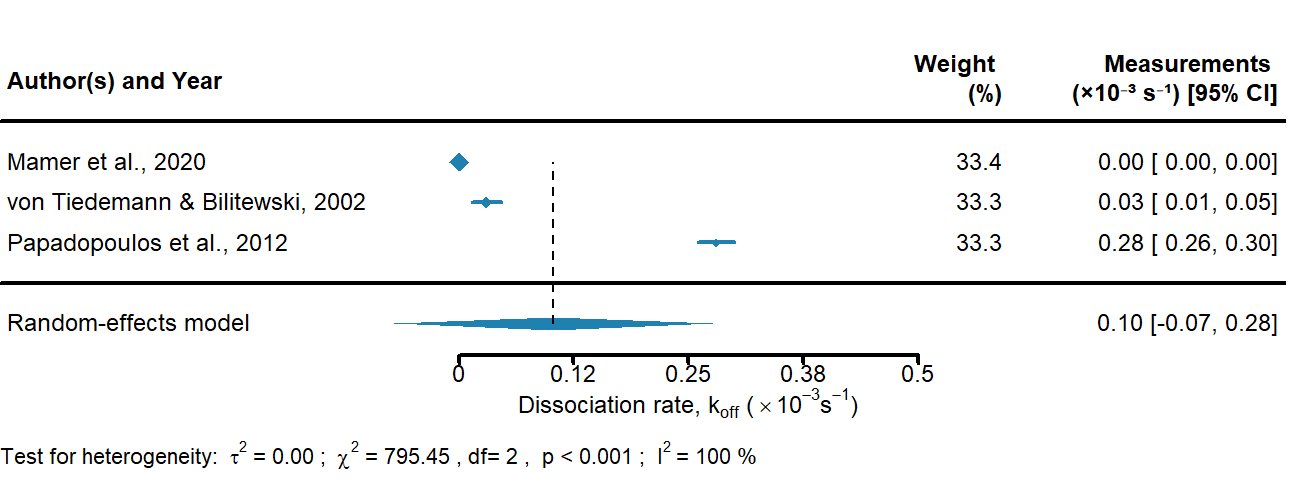 Author(s) and Year Weight (%) Measurements (×10⁻³ s⁻¹) [95% CI]
Mamer et al., 2020 33.4 0.00 [ 0.00, 0.00]
von Tiedemann & Bilitewski, 2002 33.3 0.03 [ 0.01, 0.05]
Papadopoulos et al., 2012 33.3 0.28 [ 0.26, 0.30]
Random-effects model 0.10 [-0.07, 0.28]
0 0.12 0.25 0.38 0.5
Dissociation rate, k_off (×10⁻³s⁻¹)
Test for heterogeneity: τ² = 0.00 ; χ² = 795.45 , df= 2 , p < 0.001 ; I² = 100 %